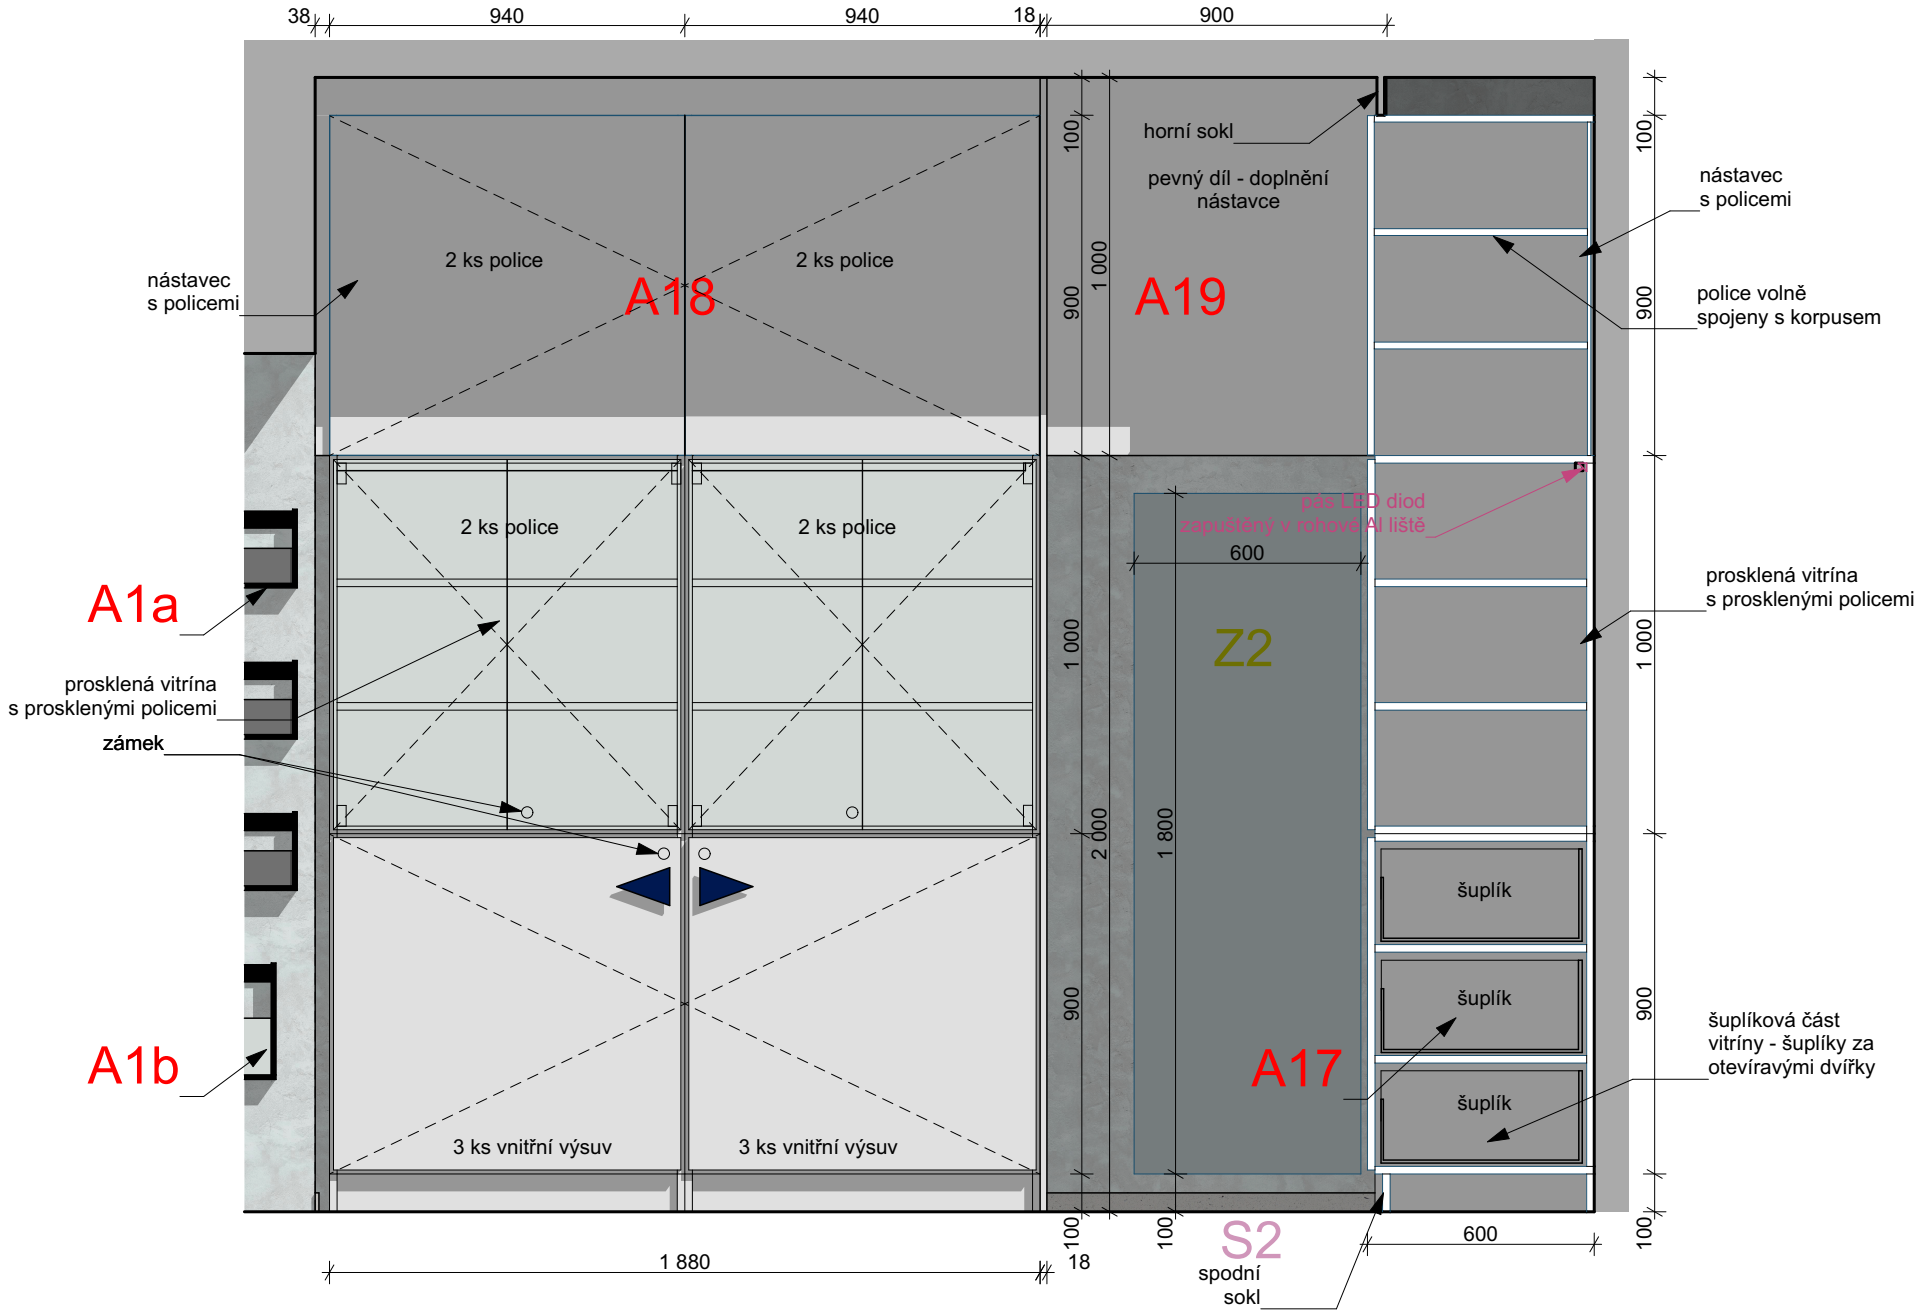 38
940
940
18
900
100
1 000
900
horní sokl
pevný díl - doplnění
nástavce
100
nástavec
s policemi
2 ks police
2 ks police
A18
A19
nástavec
s policemi
police volně
spojeny s korpusem
900
pás LED diod
zapuštěný v rohové Al liště
2 ks police
2 ks police
600
A1a
prosklená vitrína
s prosklenými policemi
1 000
Z2
1 000
prosklená vitrína
s prosklenými policemi
zámek
2 000
1 800
šuplík
šuplík
900
900
šuplíková část
vitríny - šuplíky za
otevíravými dvířky
A1b
A17
šuplík
3 ks vnitřní výsuv
3 ks vnitřní výsuv
100
100
S2
600
100
1 880
18
spodní
sokl